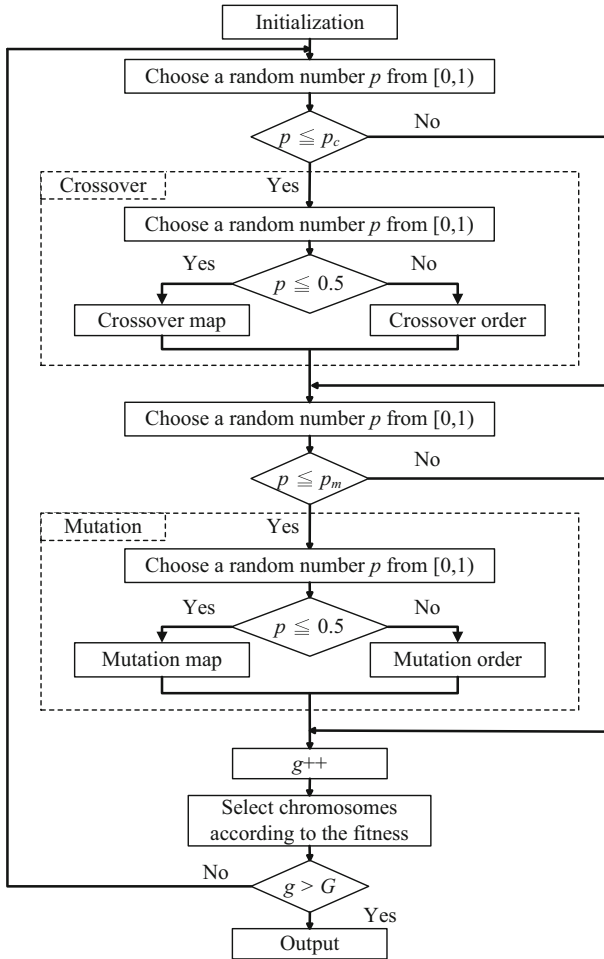 Initialization
Choose a random number p from [0,1)
No
p ≦ p_c
Yes
Crossover
Choose a random number p from [0,1)
Yes
No
p ≦ 0.5
Crossover map
Crossover order
Choose a random number p from [0,1)
No
p ≦ p_m
Yes
Mutation
Choose a random number p from [0,1)
Yes
No
p ≦ 0.5
Mutation map
Mutation order
g++
Select chromosomes
according to the fitness
No
g > G
Yes
Output